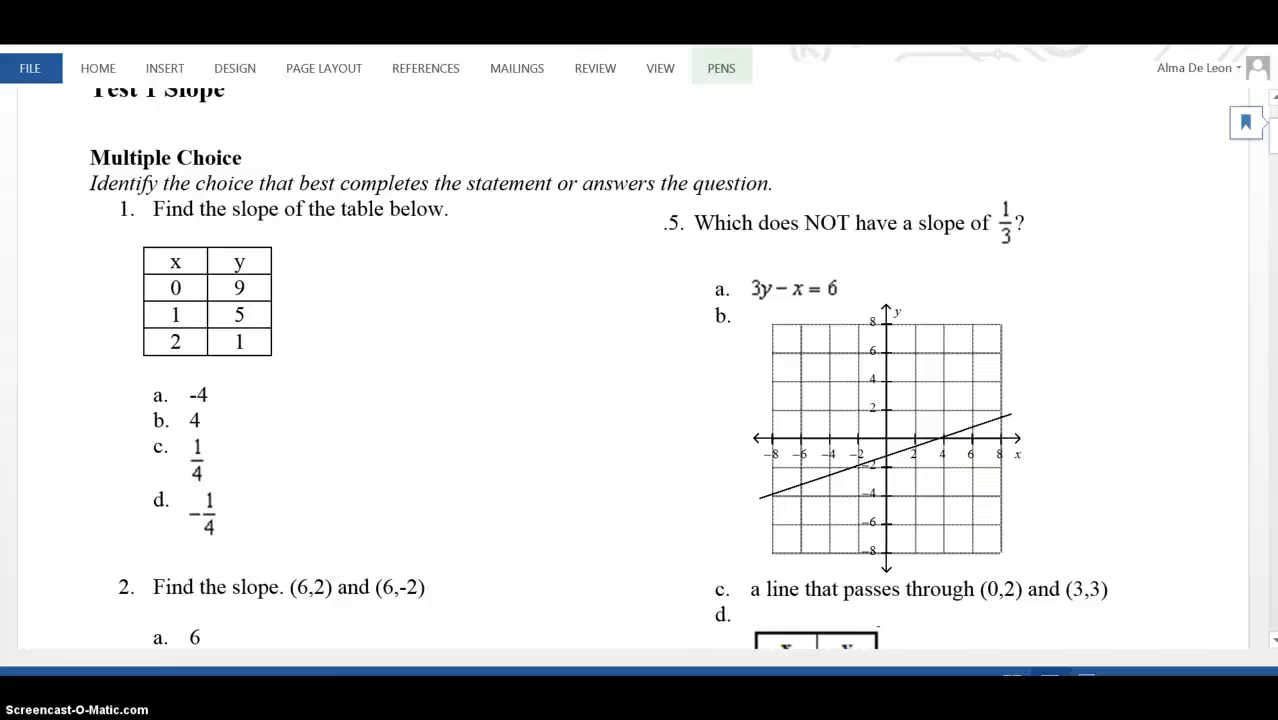 FILE HOME INSERT DESIGN PAGE LAYOUT REFERENCES MAILINGS REVIEW VIEW PENS Alma De Leon
Test 1 Slope
Multiple Choice
Identify the choice that best completes the statement or answers the question.
1. Find the slope of the table below.
x y
0 9
1 5
2 1
a. -4
b. 4
c. 1/4
d. -1/4
2. Find the slope. (6,2) and (6,-2)
a. 6
.5. Which does NOT have a slope of 1/3?
a. 3y − x = 6
b.
y
8
6
4
2
−8 −6 −4 −2 2 4 6 8 x
−2
−4
−6
−8
c. a line that passes through (0,2) and (3,3)
d.
x y
Screencast-O-Matic.com